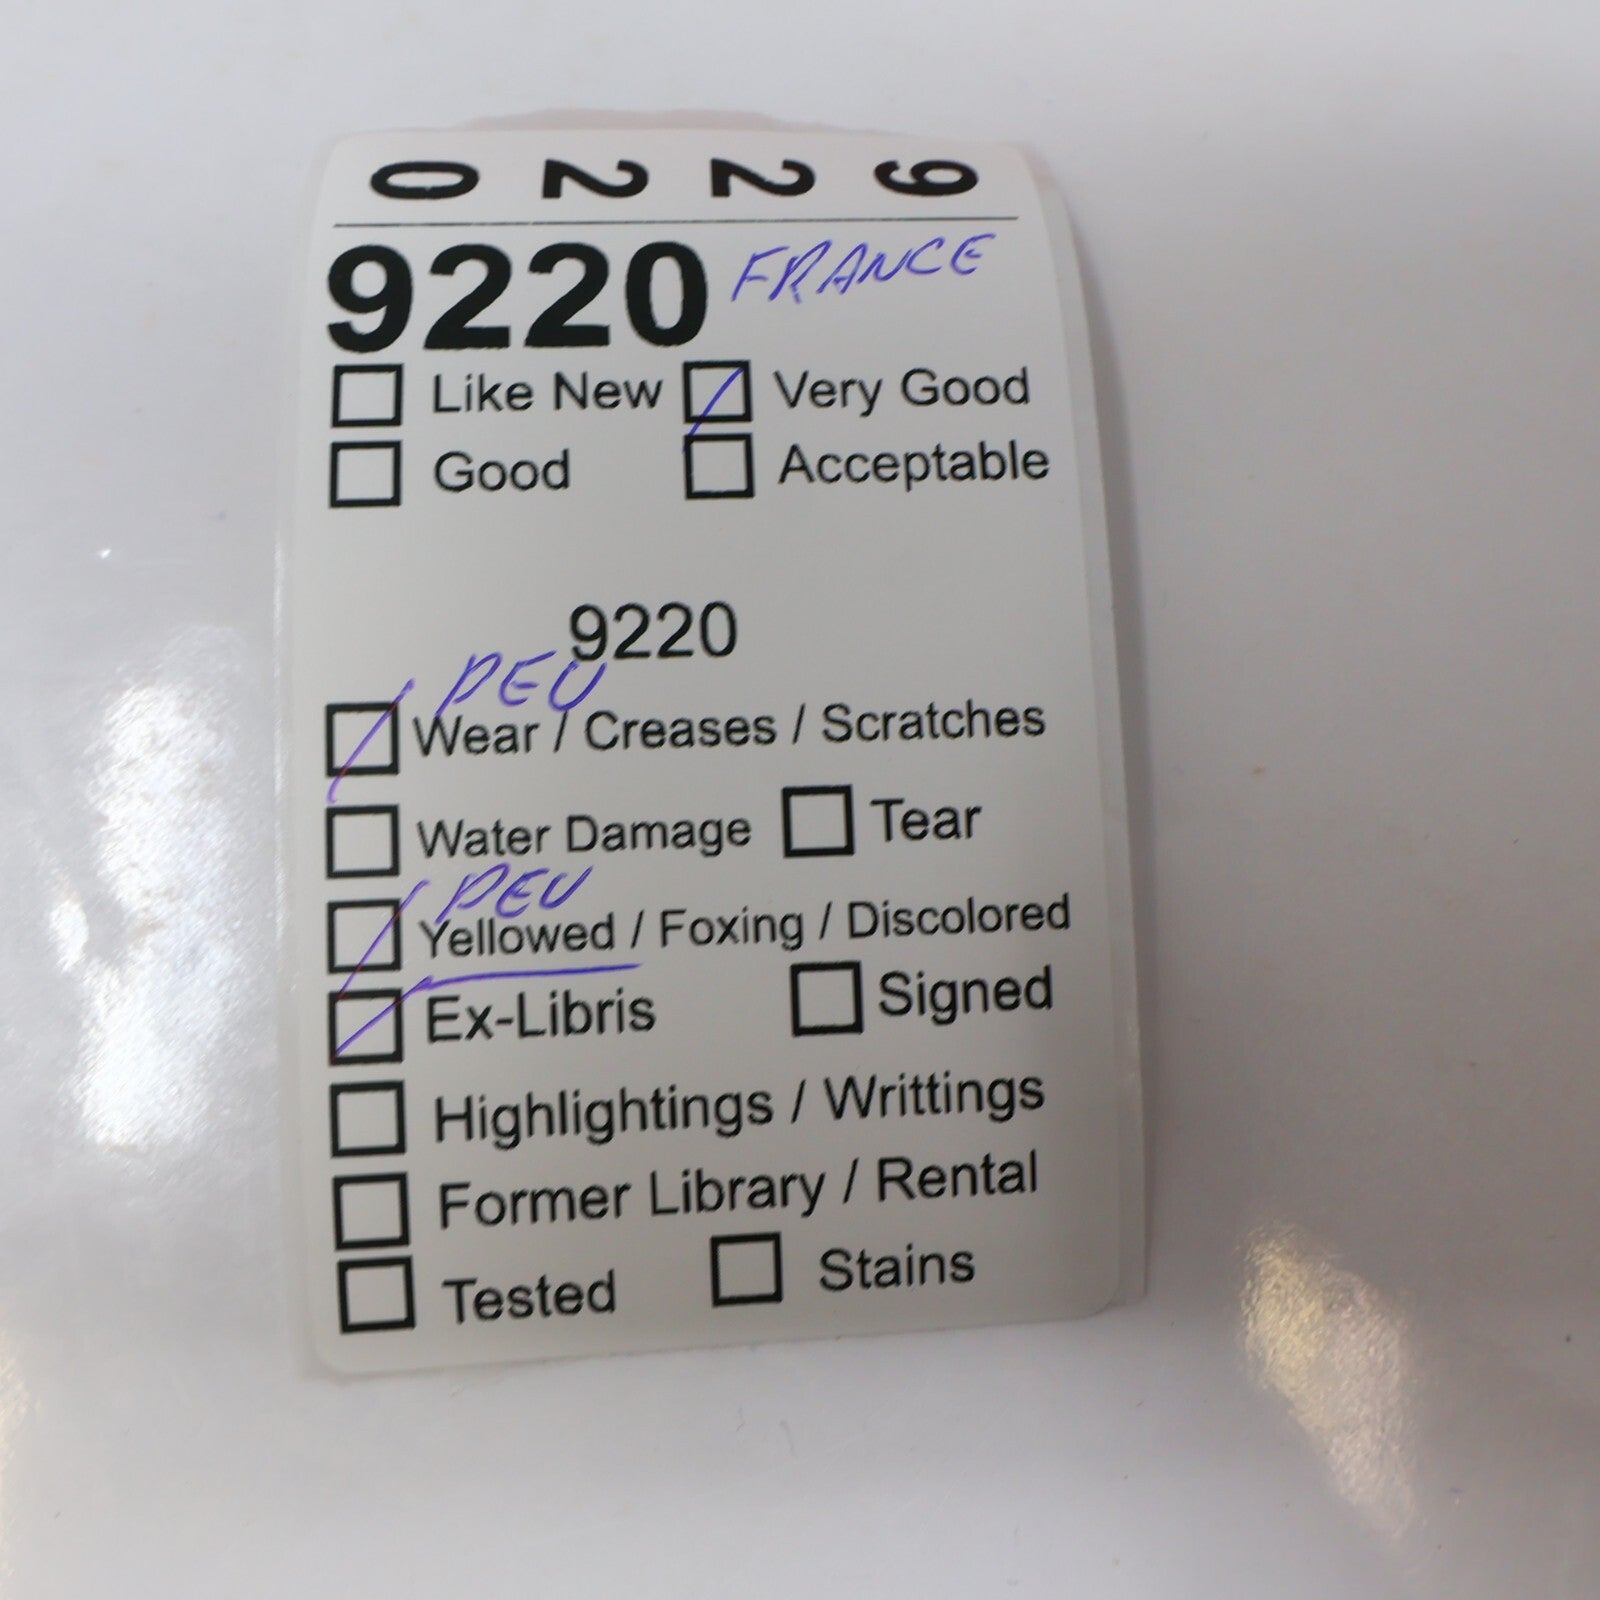 9220
9220 FRANCE
Like New Very Good
Good Acceptable
9220
PEU
Wear / Creases / Scratches
Water Damage Tear
PEU
Yellowed / Foxing / Discolored
Ex-Libris Signed
Highlightings / Writtings
Former Library / Rental
Tested Stains